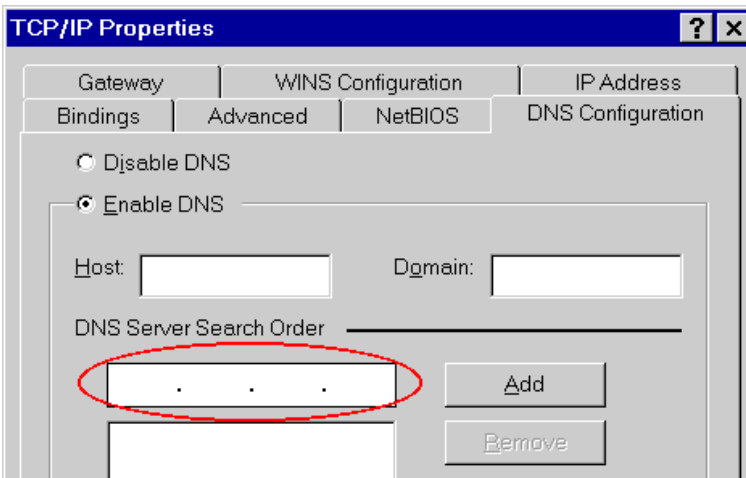 TCP/IP Properties ? ×
Gateway WINS Configuration IP Address
Bindings Advanced NetBIOS DNS Configuration
Disable DNS
Enable DNS
Host: Domain:
DNS Server Search Order
. . . Add
Remove